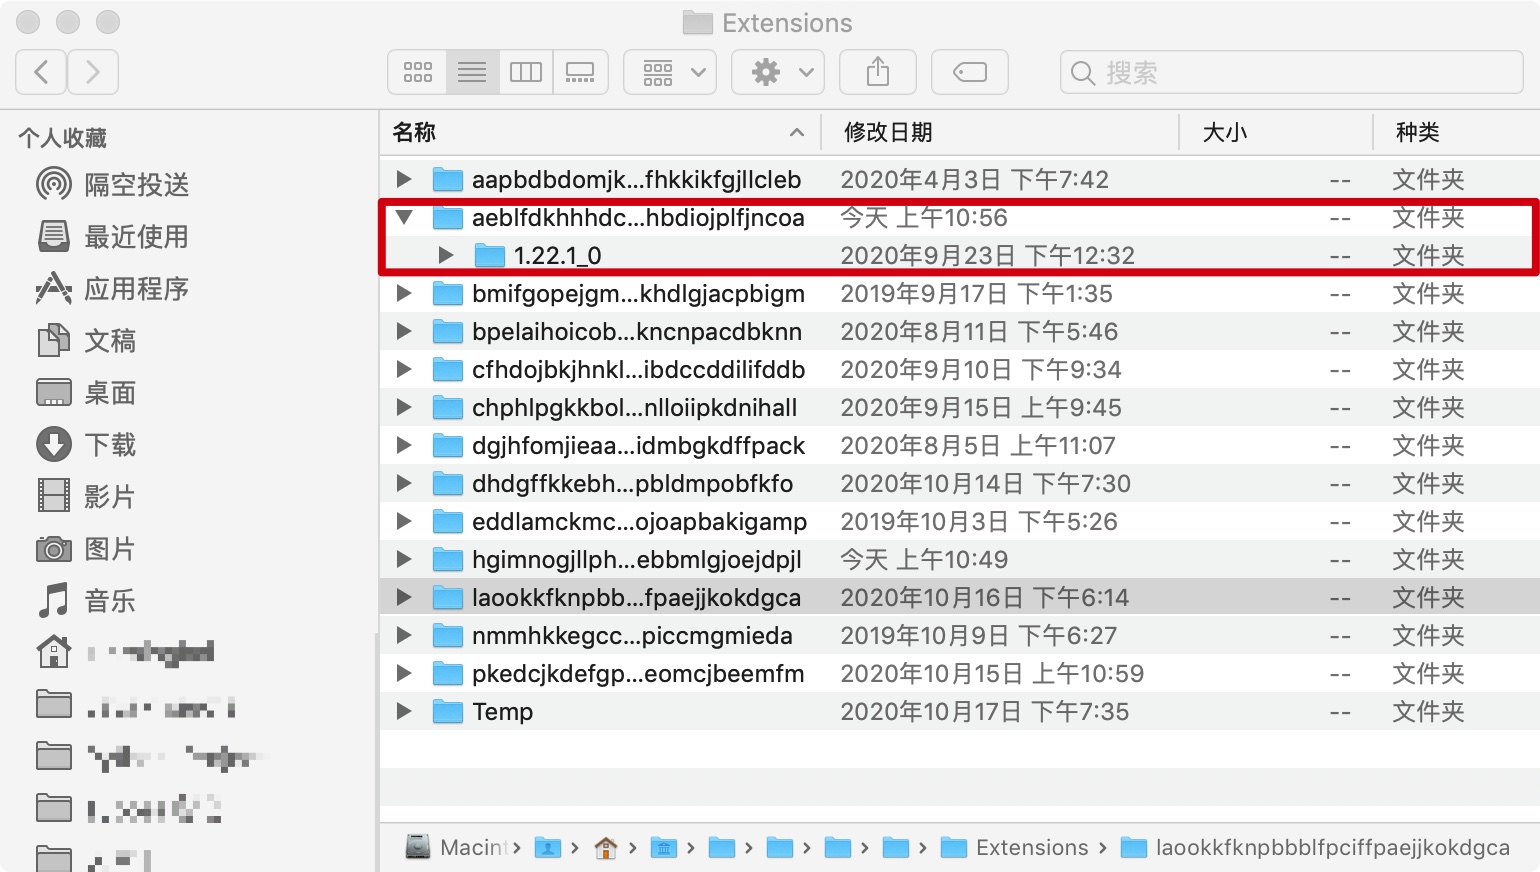 Extensions
搜索
个人收藏
隔空投送
最近使用
应用程序
文稿
桌面
下载
影片
图片
音乐
名称 修改日期 大小 种类
aapbdbdomjk...fhkkikfgjllcleb 2020年4月3日 下午7:42 -- 文件夹
aeblfdkhhhdc...hbdiojplfjncoa 今天 上午10:56 -- 文件夹
1.22.1_0 2020年9月23日 下午12:32 -- 文件夹
bmifgopejgm...khdlgjacpbigm 2019年9月17日 下午1:35 -- 文件夹
bpelaihoicob...kncnpacdbknn 2020年8月11日 下午5:46 -- 文件夹
cfhdojbkjhnkl...ibdccddilifddb 2020年9月10日 下午9:34 -- 文件夹
chphlpgkkbol...nlloiipkdnihall 2020年9月15日 上午9:45 -- 文件夹
dgjhfomjieaa...idmbgkdffpack 2020年8月5日 上午11:07 -- 文件夹
dhdgffkkebh...pbldmpobfkfo 2020年10月14日 下午7:30 -- 文件夹
eddlamckmc...ojoapbakigamp 2019年10月3日 下午5:26 -- 文件夹
hgimnogjllph...ebbmlgjoejdpjl 今天 上午10:49 -- 文件夹
laookkfknpbb...fpaejjkokdgca 2020年10月16日 下午6:14 -- 文件夹
nmmhkkegcc...piccmgmieda 2019年10月9日 下午6:27 -- 文件夹
pkedcjkdefgp...eomcjbeemfm 2020年10月15日 上午10:59 -- 文件夹
Temp 2020年10月17日 下午7:35 -- 文件夹
Macint Extensions laookkfknpbbblfpciffpaejjkokdgca